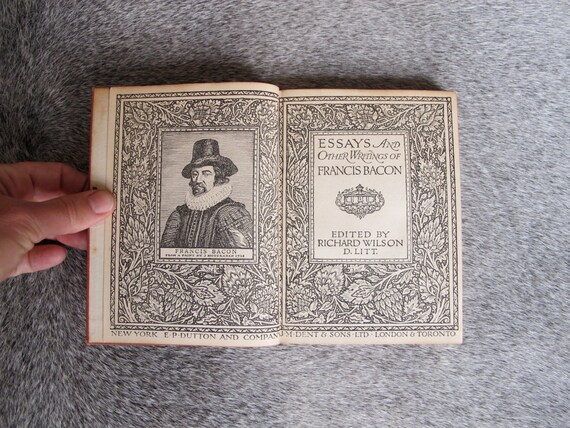 FRANCIS BACON
ESSAYS AND
OTHER WRITINGS OF
FRANCIS BACON
EDITED BY
RICHARD WILSON
D. LITT.
NEW YORK E·P·DUTTON AND COMPAN
DENT & SONS·LTD·LONDON & TORONTO